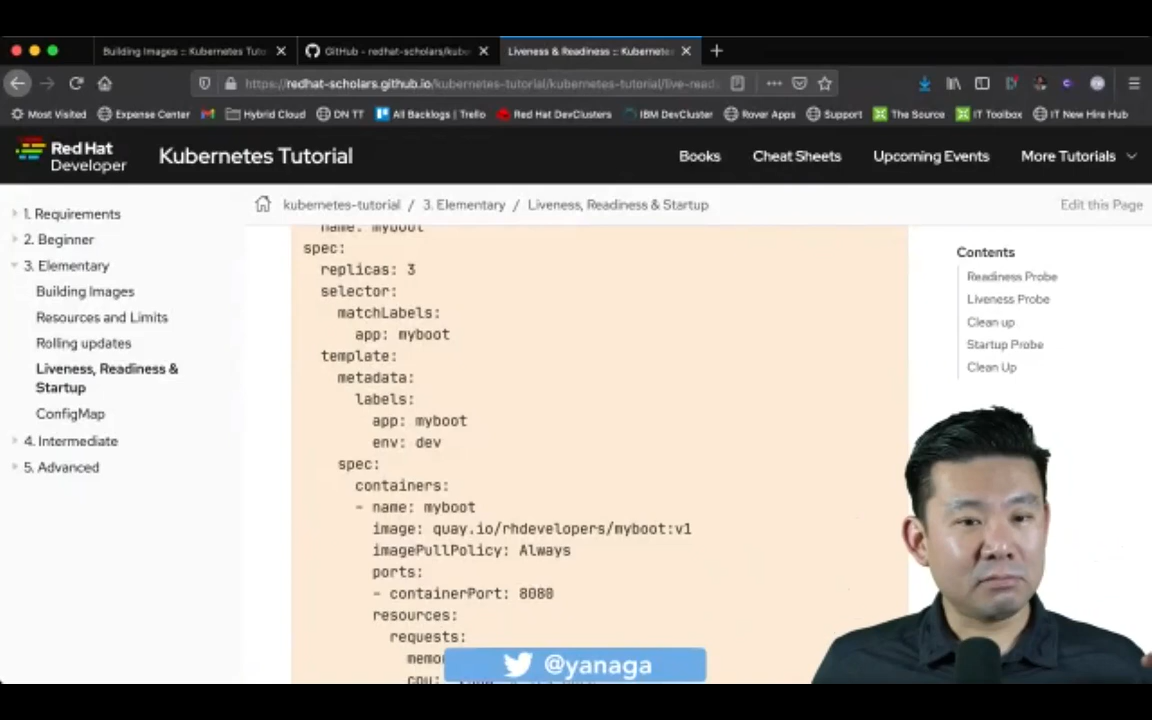 Building Images :: Kubernetes Tuto
GitHub - redhat-scholars/kube
Liveness & Readiness :: Kubernete
https://redhat-scholars.github.io/kubernetes-tutorial/kubernetes-tutorial/live-read
Most Visited
Expense Center
Hybrid Cloud
DN TT
All Backlogs | Trello
Red Hat DevClusters
IBM DevCluster
Rover Apps
Support
The Source
IT Toolbox
IT New Hire Hub
Red Hat
Developer
Kubernetes Tutorial
Books
Cheat Sheets
Upcoming Events
More Tutorials
kubernetes-tutorial / 3. Elementary / Liveness, Readiness & Startup
Edit this Page
1. Requirements
2. Beginner
3. Elementary
Building Images
Resources and Limits
Rolling updates
Liveness, Readiness &
Startup
ConfigMap
4. Intermediate
5. Advanced
name: myboot
spec:
replicas: 3
selector:
matchLabels:
app: myboot
template:
metadata:
labels:
app: myboot
env: dev
spec:
containers:
- name: myboot
image: quay.io/rhdevelopers/myboot:v1
imagePullPolicy: Always
ports:
- containerPort: 8080
resources:
requests:
memo
cpu:
Contents
Readiness Probe
Liveness Probe
Clean up
Startup Probe
Clean Up
@yanaga